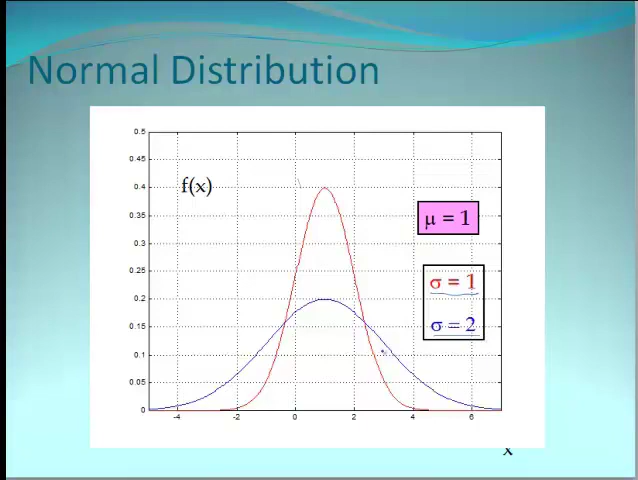 Normal Distribution
0.5
0.45
f(x)
0.4
0.35
μ = 1
0.3
0.25
σ = 1
0.2
σ = 2
0.15
0.1
0.05
0
-4 -2 0 2 4 6
x